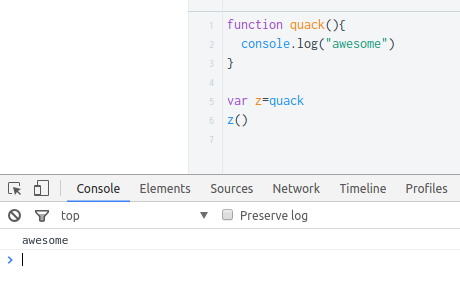 1 function quack(){
2   console.log("awesome")
3 }
4
5 var z=quack
6 z()
7
Console Elements Sources Network Timeline Profiles
top Preserve log
awesome
>